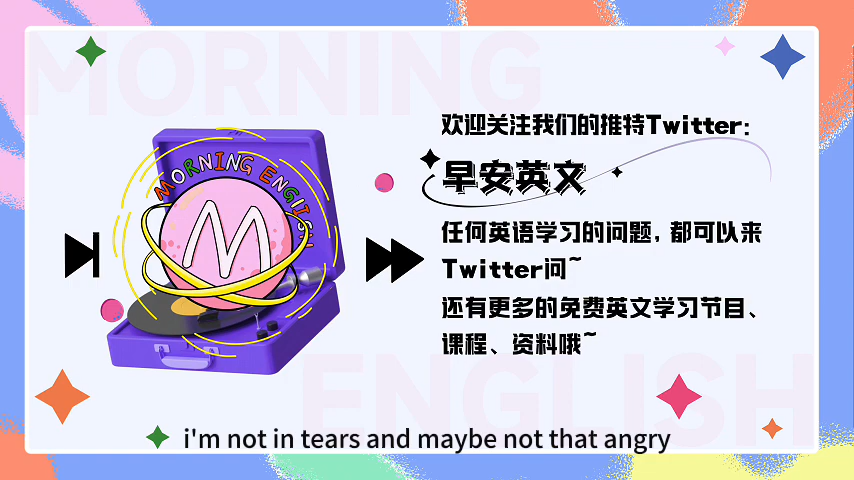 MORNING
欢迎关注我们的推特Twitter:
MORNING ENGlISH
早安英文
M
任何英语学习的问题, 都可以来
Twitter问~
还有更多的免费英文学习节目、
课程、资料哦~
ENGLISH
i'm not in tears and maybe not that angry